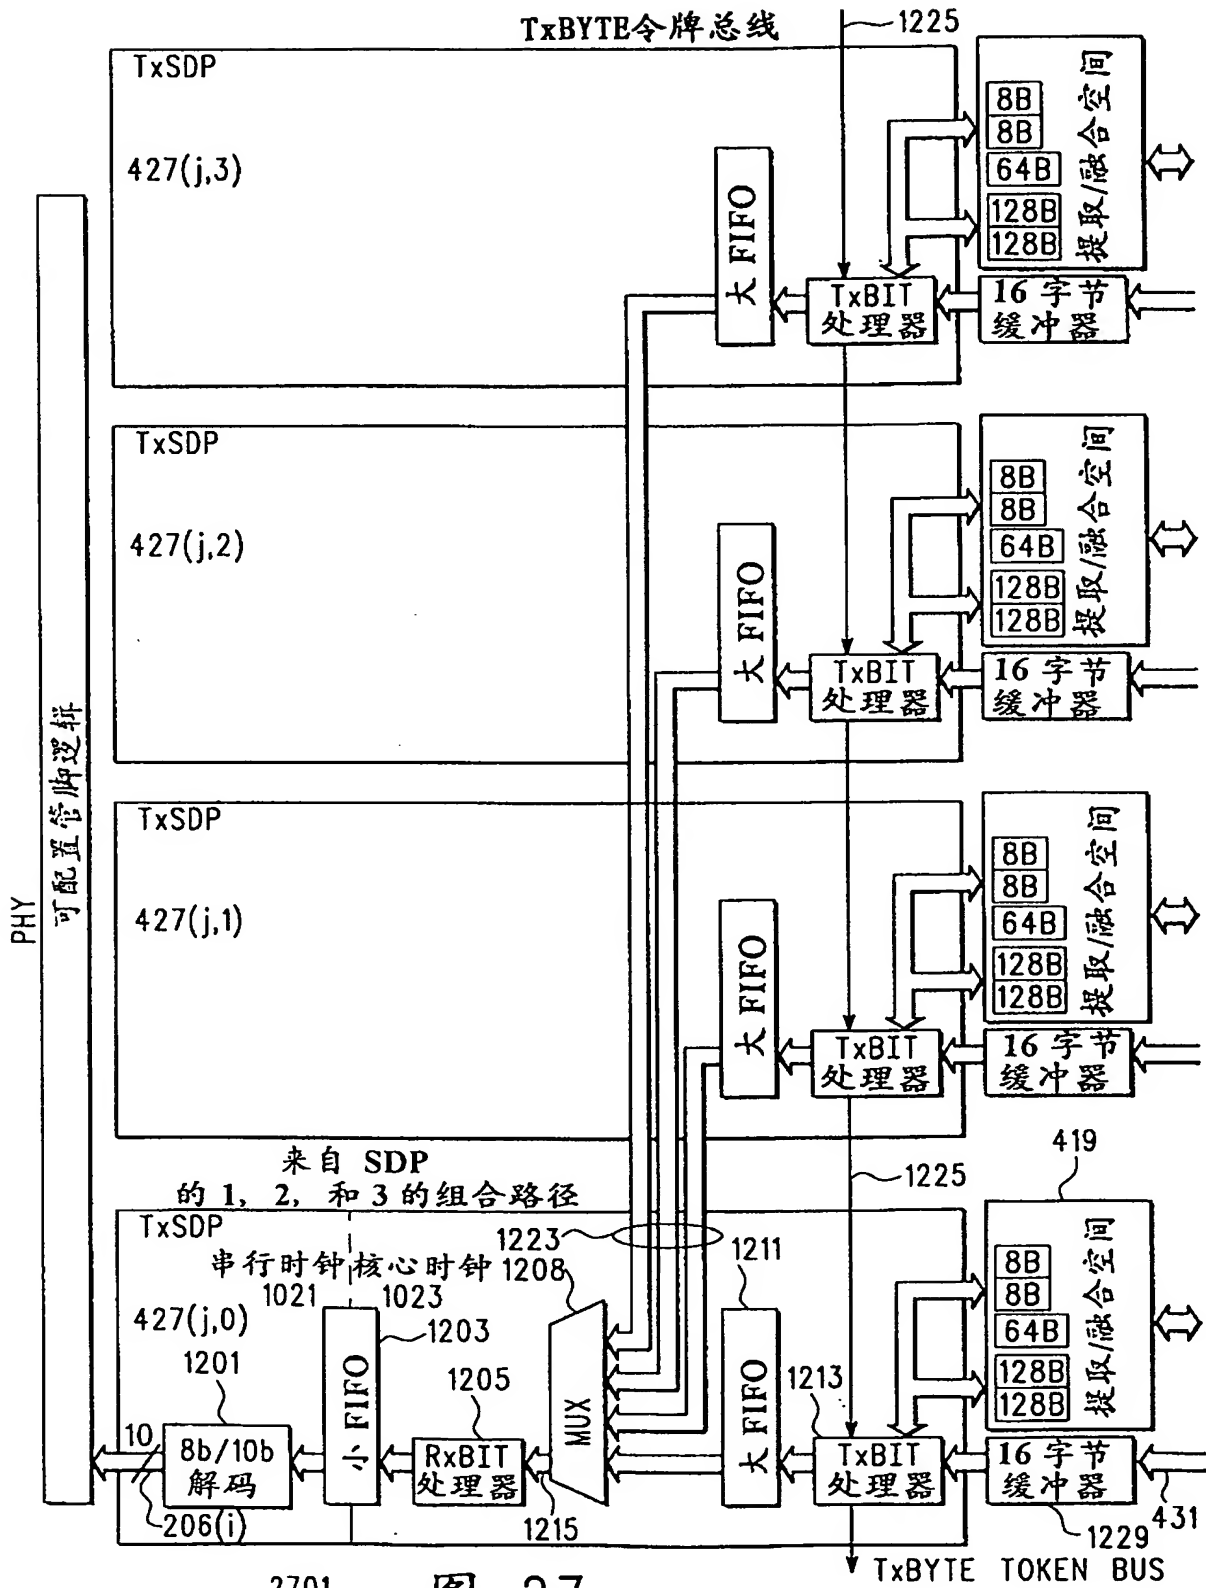 TxBYTE令牌总线
1225
TxSDP
427(j,3)
大 FIFO
TxBIT
处理器
8B
8B
64B
128B
128B
提取/融合空间
16 字节
缓冲器
TxSDP
427(j,2)
大 FIFO
TxBIT
处理器
8B
8B
64B
128B
128B
提取/融合空间
16 字节
缓冲器
PHY
可配置管脚逻辑
TxSDP
427(j,1)
大 FIFO
TxBIT
处理器
8B
8B
64B
128B
128B
提取/融合空间
16 字节
缓冲器
来自 SDP
的 1, 2, 和 3 的组合路径
1225
419
TxSDP
串行时钟
核心时钟
1021
1023
1223
1208
1211
427(j,0)
1201
1203
1205
1213
10
8b/10b
解码
206(i)
小 FIFO
RxBIT
处理器
MUX
1215
大 FIFO
TxBIT
处理器
8B
8B
64B
128B
128B
提取/融合空间
16 字节
缓冲器
431
1229
TxBYTE TOKEN BUS